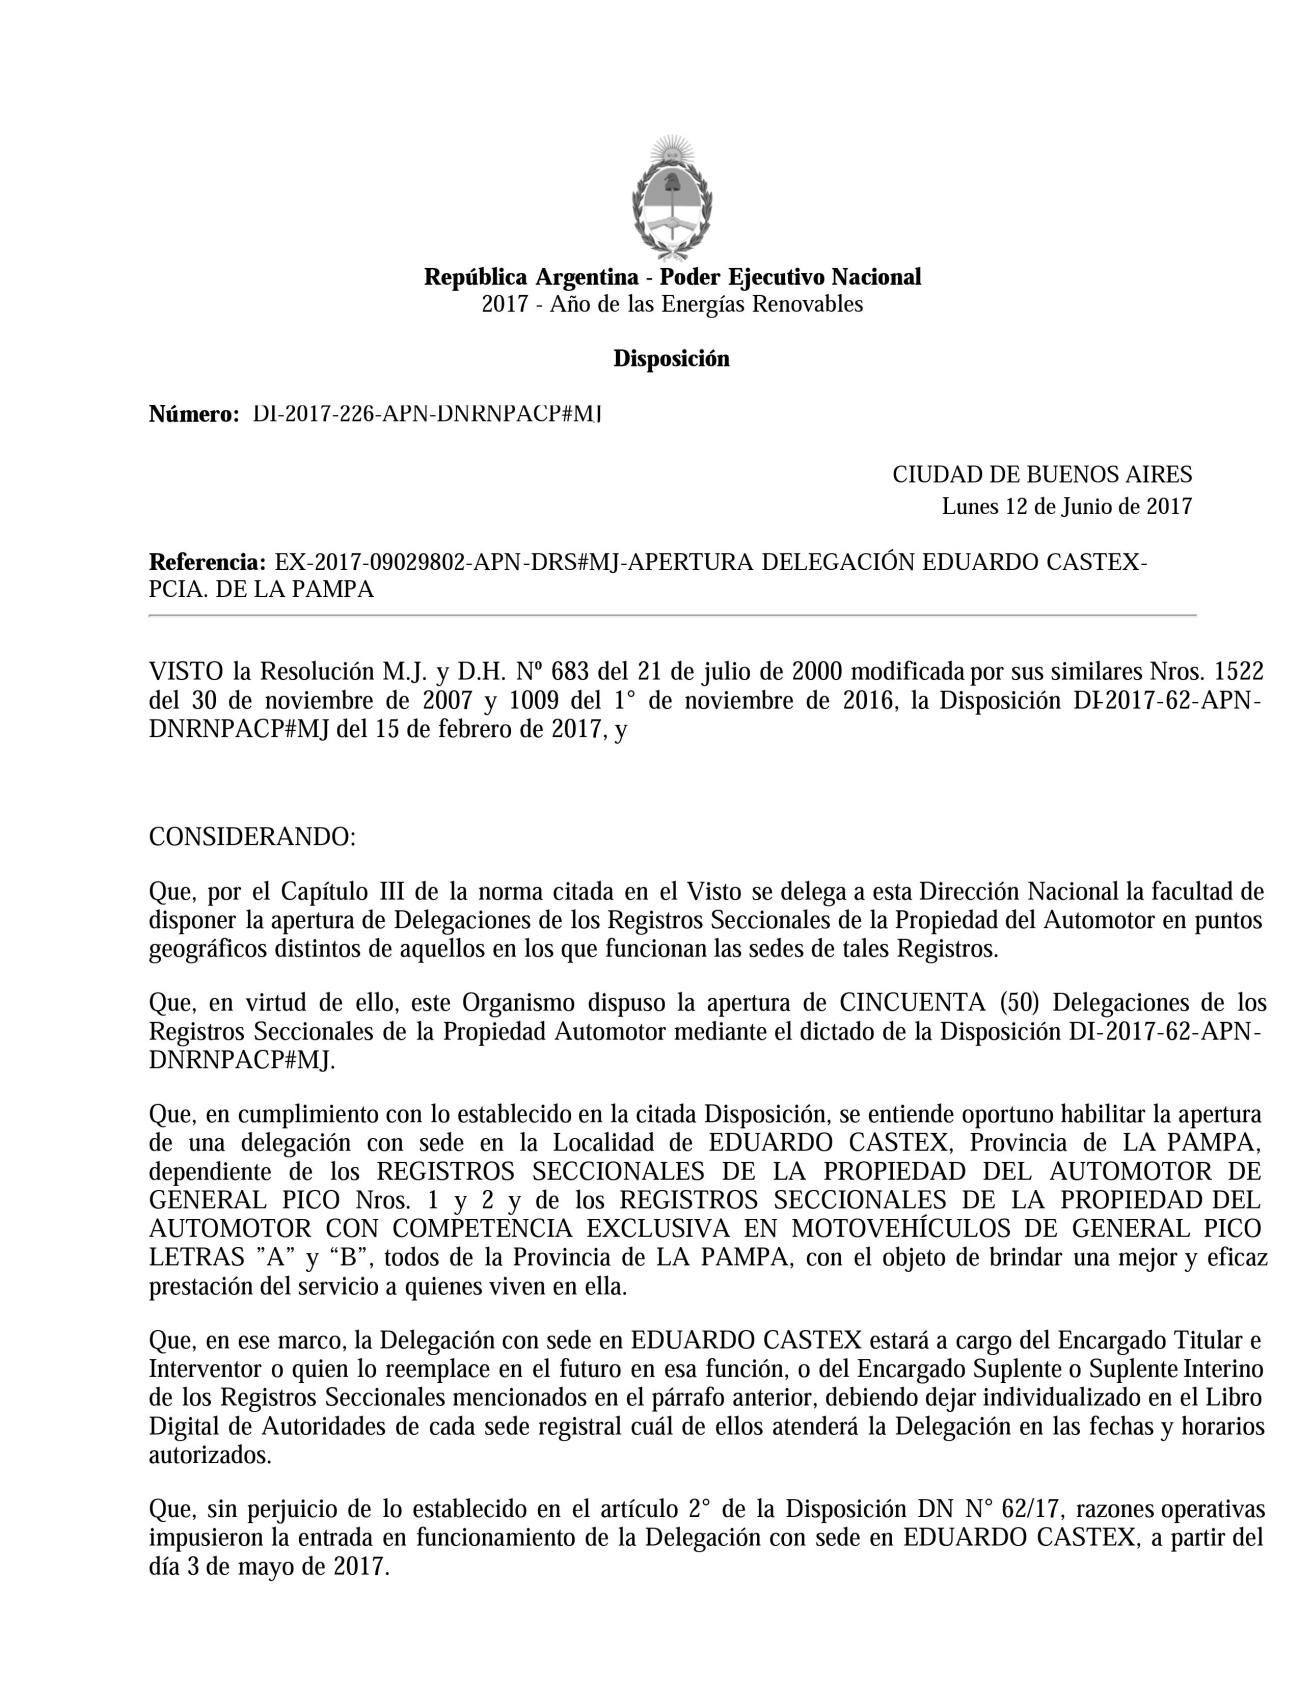 República Argentina - Poder Ejecutivo Nacional
2017 - Año de las Energías Renovables
Disposición
Número: DI-2017-226-APN-DNRNPACP#MJ
CIUDAD DE BUENOS AIRES
Lunes 12 de Junio de 2017
Referencia: EX-2017-09029802-APN-DRS#MJ-APERTURA DELEGACIÓN EDUARDO CASTEX-
PCIA. DE LA PAMPA
VISTO la Resolución M.J. y D.H. Nº 683 del 21 de julio de 2000 modificada por sus similares Nros. 1522
del 30 de noviembre de 2007 y 1009 del 1° de noviembre de 2016, la Disposición DI-2017-62-APN-
DNRNPACP#MJ del 15 de febrero de 2017, y
CONSIDERANDO:
Que, por el Capítulo III de la norma citada en el Visto se delega a esta Dirección Nacional la facultad de
disponer la apertura de Delegaciones de los Registros Seccionales de la Propiedad del Automotor en puntos
geográficos distintos de aquellos en los que funcionan las sedes de tales Registros.
Que, en virtud de ello, este Organismo dispuso la apertura de CINCUENTA (50) Delegaciones de los
Registros Seccionales de la Propiedad Automotor mediante el dictado de la Disposición DI-2017-62-APN-
DNRNPACP#MJ.
Que, en cumplimiento con lo establecido en la citada Disposición, se entiende oportuno habilitar la apertura
de una delegación con sede en la Localidad de EDUARDO CASTEX, Provincia de LA PAMPA,
dependiente de los REGISTROS SECCIONALES DE LA PROPIEDAD DEL AUTOMOTOR DE
GENERAL PICO Nros. 1 y 2 y de los REGISTROS SECCIONALES DE LA PROPIEDAD DEL
AUTOMOTOR CON COMPETENCIA EXCLUSIVA EN MOTOVEHÍCULOS DE GENERAL PICO
LETRAS ”A” y “B”, todos de la Provincia de LA PAMPA, con el objeto de brindar una mejor y eficaz
prestación del servicio a quienes viven en ella.
Que, en ese marco, la Delegación con sede en EDUARDO CASTEX estará a cargo del Encargado Titular e
Interventor o quien lo reemplace en el futuro en esa función, o del Encargado Suplente o Suplente Interino
de los Registros Seccionales mencionados en el párrafo anterior, debiendo dejar individualizado en el Libro
Digital de Autoridades de cada sede registral cuál de ellos atenderá la Delegación en las fechas y horarios
autorizados.
Que, sin perjuicio de lo establecido en el artículo 2° de la Disposición DN N° 62/17, razones operativas
impusieron la entrada en funcionamiento de la Delegación con sede en EDUARDO CASTEX, a partir del
día 3 de mayo de 2017.